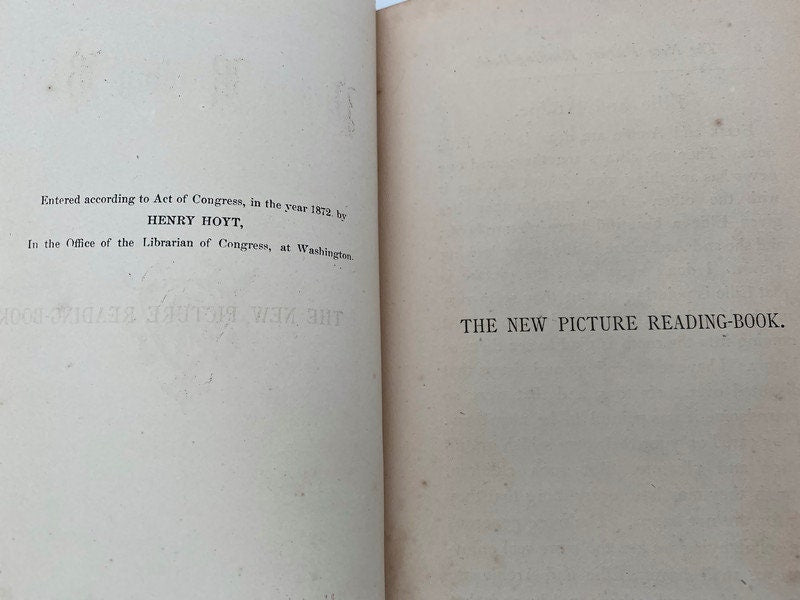 Entered according to Act of Congress, in the year 1872, by
HENRY HOYT,
In the Office of the Librarian of Congress, at Washington.
THE NEW PICTURE READING-BOOK.